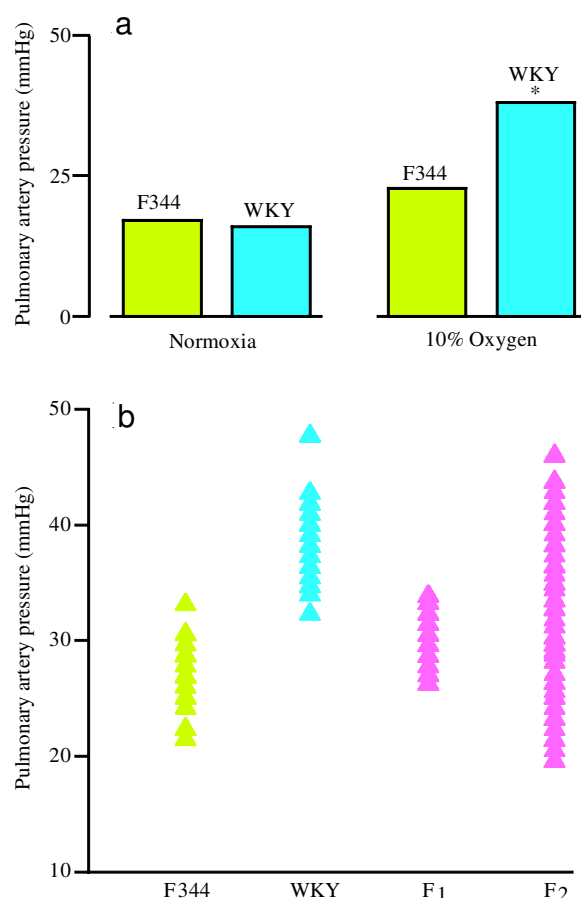 a
Pulmonary artery pressure (mmHg)
50
25
0
F344
WKY
F344
WKY
*
Normoxia
10% Oxygen
b
Pulmonary artery pressure (mmHg)
50
40
30
20
10
F344
WKY
F1
F2